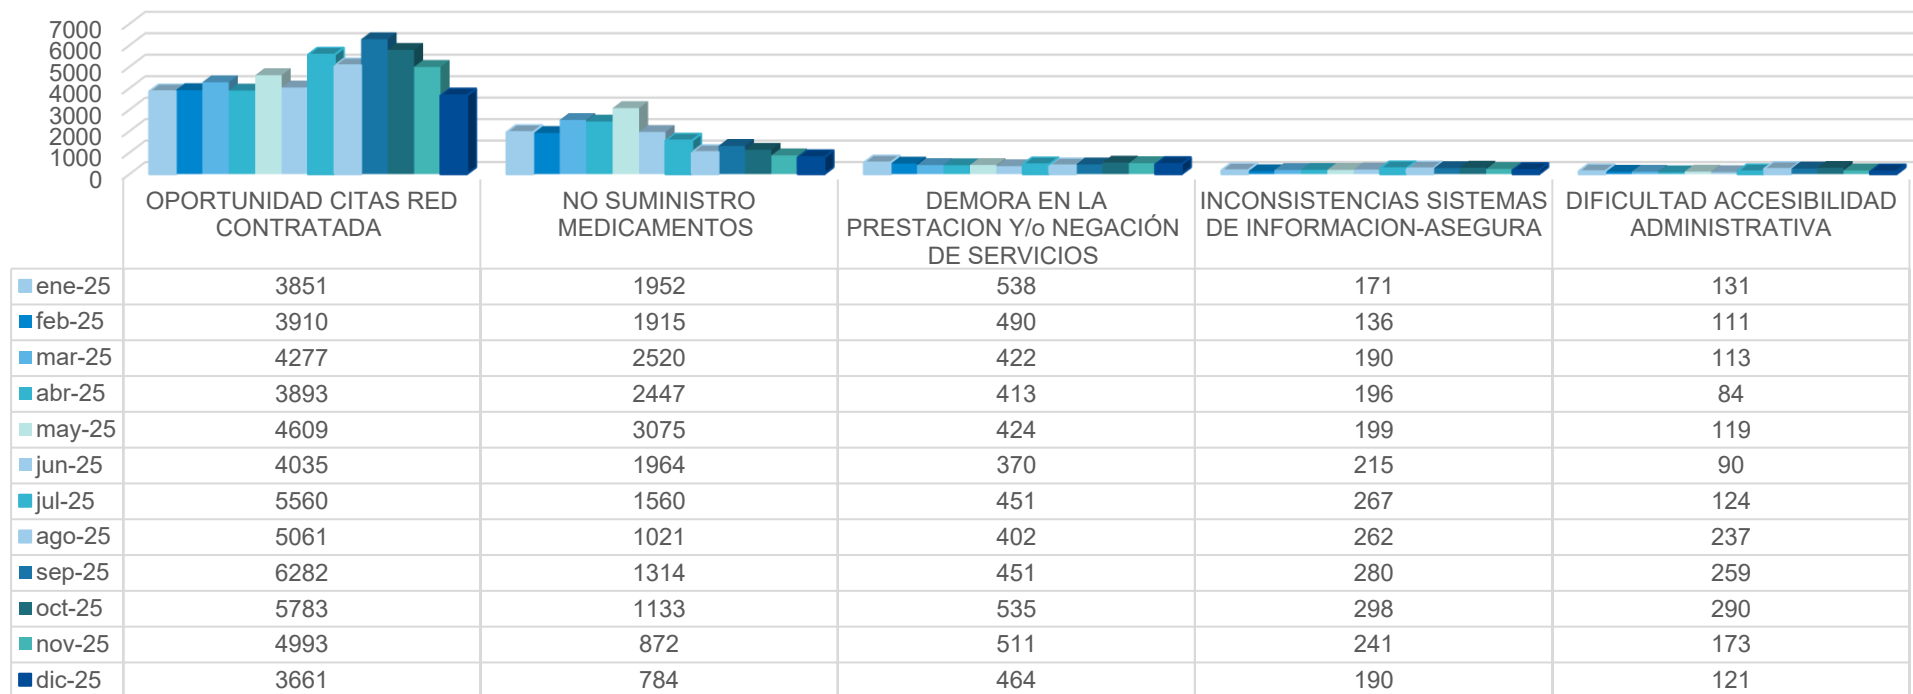 7000
6000
5000
4000
3000
2000
1000
0
OPORTUNIDAD CITAS RED
CONTRATADA
NO SUMINISTRO
MEDICAMENTOS
DEMORA EN LA
PRESTACION Y/o NEGACIÓN
DE SERVICIOS
INCONSISTENCIAS SISTEMAS
DE INFORMACION-ASEGURA
DIFICULTAD ACCESIBILIDAD
ADMINISTRATIVA
ene-25 3851 1952 538 171 131
feb-25 3910 1915 490 136 111
mar-25 4277 2520 422 190 113
abr-25 3893 2447 413 196 84
may-25 4609 3075 424 199 119
jun-25 4035 1964 370 215 90
jul-25 5560 1560 451 267 124
ago-25 5061 1021 402 262 237
sep-25 6282 1314 451 280 259
oct-25 5783 1133 535 298 290
nov-25 4993 872 511 241 173
dic-25 3661 784 464 190 121